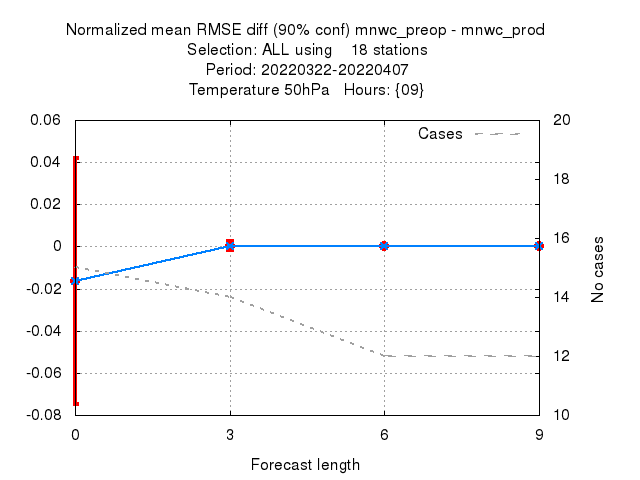 Normalized mean RMSE diff (90% conf) mnwc_preop - mnwc_prod
Selection: ALL using 18 stations
Period: 20220322-20220407
Temperature 50hPa Hours: {09}
Cases
0.06
0.04
0.02
0
-0.02
-0.04
-0.06
-0.08
20
18
16
14
12
10
No cases
0 3 6 9
Forecast length